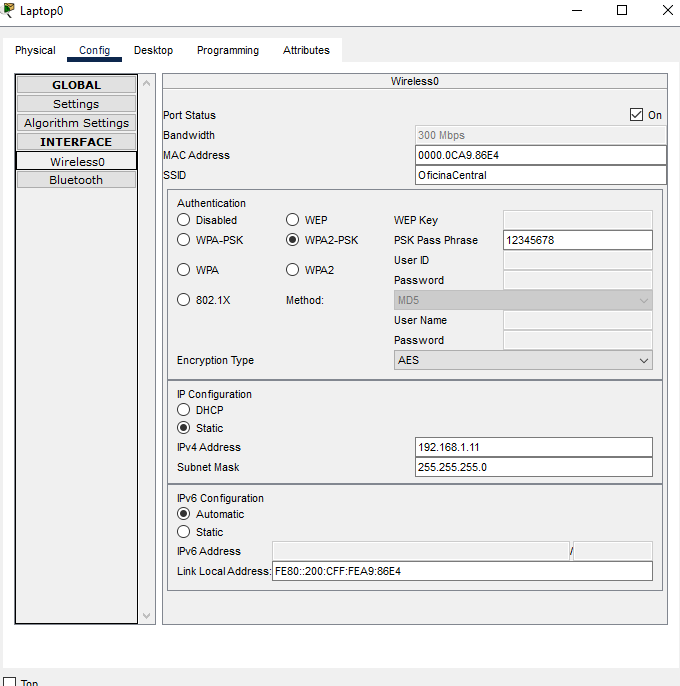 Laptop0
Physical Config Desktop Programming Attributes
GLOBAL
Settings
Algorithm Settings
INTERFACE
Wireless0
Bluetooth
Wireless0
Port Status On
Bandwidth 300 Mbps
MAC Address 0000.0CA9.86E4
SSID OficinaCentral
Authentication
Disabled WEP WEP Key
WPA-PSK WPA2-PSK PSK Pass Phrase 12345678
User ID
WPA WPA2
Password
802.1X Method: MD5
User Name
Password
Encryption Type AES
IP Configuration
DHCP
Static
IPv4 Address 192.168.1.11
Subnet Mask 255.255.255.0
IPv6 Configuration
Automatic
Static
IPv6 Address /
Link Local Address: FE80::200:CFF:FEA9:86E4
Top